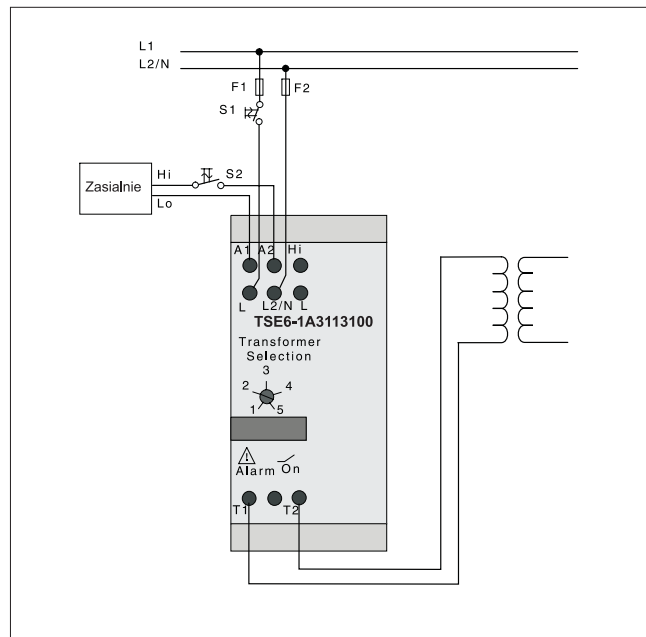 L1
L2/N
F1 F2
S1
Hi S2
Zasialnie
Lo
A1 A2 Hi
L L2/N L
TSE6-1A3113100
Transformer
Selection
3
2 4
1 5
Alarm On
T1 T2